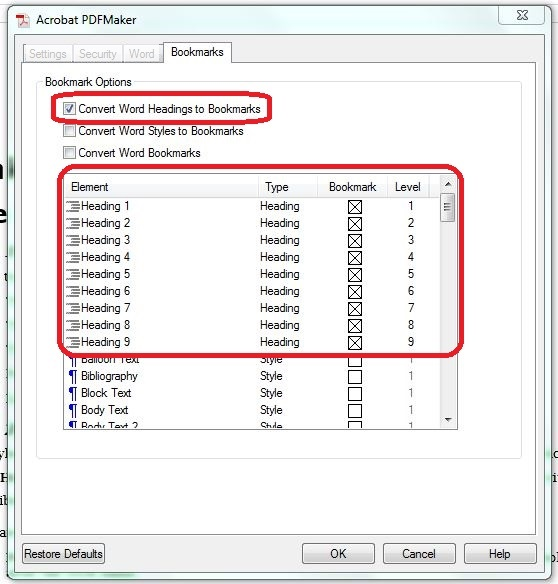 Acrobat PDFMaker
Settings Security Word Bookmarks
Bookmark Options
Convert Word Headings to Bookmarks
Convert Word Styles to Bookmarks
Convert Word Bookmarks
Element Type Bookmark Level
Heading 1 Heading 1
Heading 2 Heading 2
Heading 3 Heading 3
Heading 4 Heading 4
Heading 5 Heading 5
Heading 6 Heading 6
Heading 7 Heading 7
Heading 8 Heading 8
Heading 9 Heading 9
Balloon Text Style 1
Bibliography Style 1
Block Text Style 1
Body Text Style 1
Body Text 2 Style 1
Restore Defaults OK Cancel Help